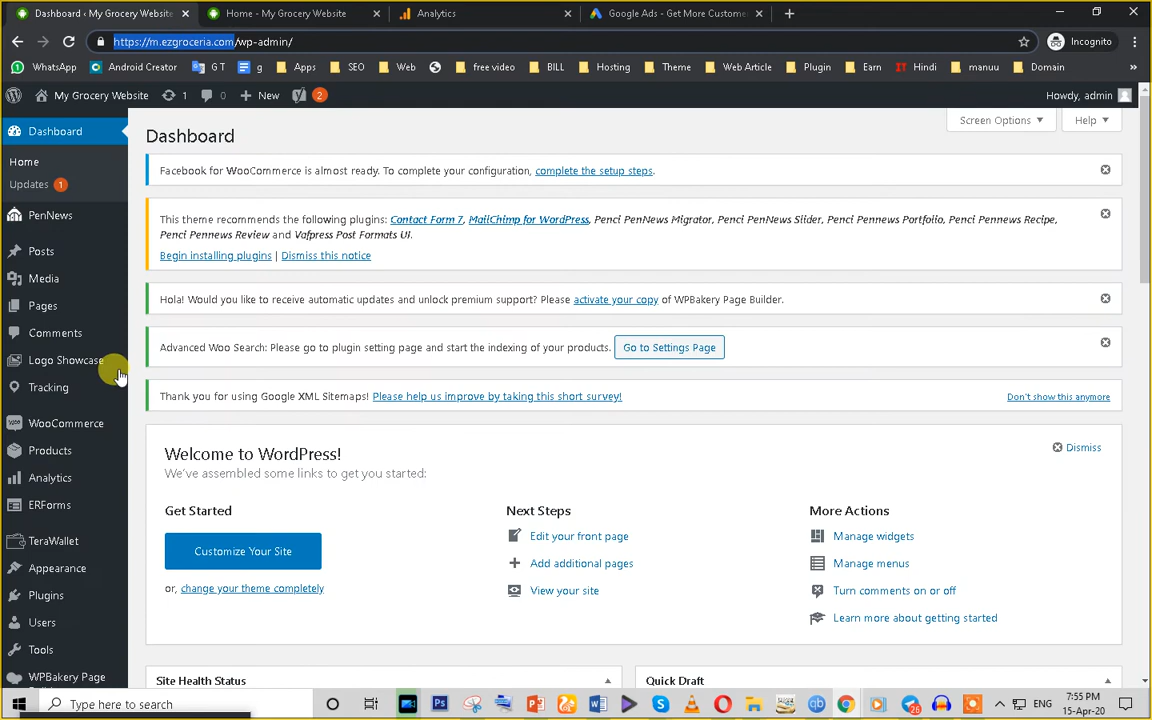 Dashboard ‹ My Grocery Website
Home - My Grocery Website
Analytics
Google Ads - Get More Custome
https://m.ezgroceria.com/wp-admin/
Incognito
WhatsApp
Android Creator
G T
g
Apps
SEO
Web
free video
BILL
Hosting
Theme
Web Article
Plugin
Earn
IT Hindi
manuu
Domain
»
My Grocery Website
1
0
New
2
Howdy, admin
Dashboard
Home
Updates 1
PenNews
Posts
Media
Pages
Comments
Logo Showcase
Tracking
WooCommerce
Products
Analytics
ERForms
TeraWallet
Appearance
Plugins
Users
Tools
WPBakery Page
Dashboard
Screen Options
Help
Facebook for WooCommerce is almost ready. To complete your configuration, complete the setup steps.
This theme recommends the following plugins: Contact Form 7, MailChimp for WordPress, Penci PenNews Migrator, Penci PenNews Slider, Penci Pennews Portfolio, Penci Pennews Recipe,
Penci Pennews Review and Vafpress Post Formats UI.
Begin installing plugins | Dismiss this notice
Hola! Would you like to receive automatic updates and unlock premium support? Please activate your copy of WPBakery Page Builder.
Advanced Woo Search: Please go to plugin setting page and start the indexing of your products. Go to Settings Page
Thank you for using Google XML Sitemaps! Please help us improve by taking this short survey!
Don't show this anymore
Welcome to WordPress!
Dismiss
We've assembled some links to get you started:
Get Started
Customize Your Site
or, change your theme completely
Next Steps
Edit your front page
Add additional pages
View your site
More Actions
Manage widgets
Manage menus
Turn comments on or off
Learn more about getting started
Site Health Status
Quick Draft
Type here to search
26
ENG
7:55 PM
15-Apr-20